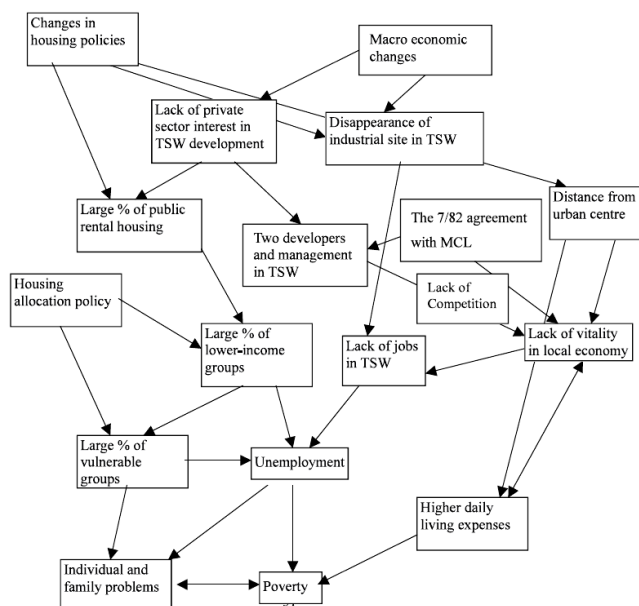 Changes in
housing policies
Macro economic
changes
Lack of private
sector interest in
TSW development
Disappearance of
industrial site in TSW
Large % of public
rental housing
Two developers
and management
in TSW
The 7/82 agreement
with MCL
Distance from
urban centre
Housing
allocation policy
Lack of
Competition
Large % of
lower-income
groups
Lack of jobs
in TSW
Lack of vitality
in local economy
Large % of
vulnerable
groups
Unemployment
Higher daily
living expenses
Individual and
family problems
Poverty